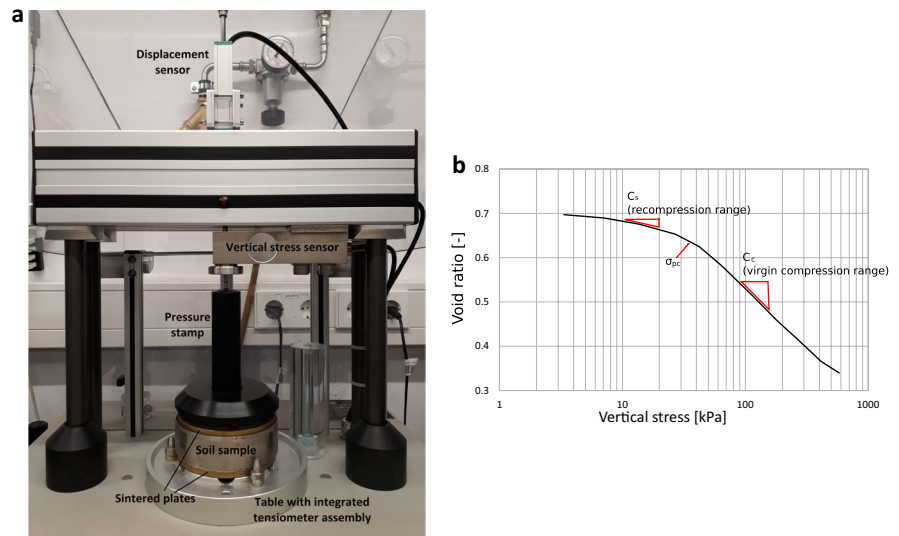 a
Displacement
sensor
Vertical stress sensor
Pressure
stamp
Soil sample
Sintered plates
Table with integrated
tensiometer assembly
b
0.8
0.7
0.6
0.5
0.4
0.3
Void ratio [-]
Cₛ
(recompression range)
σₚc
C꜀
(virgin compression range)
1
10
100
1000
Vertical stress [kPa]